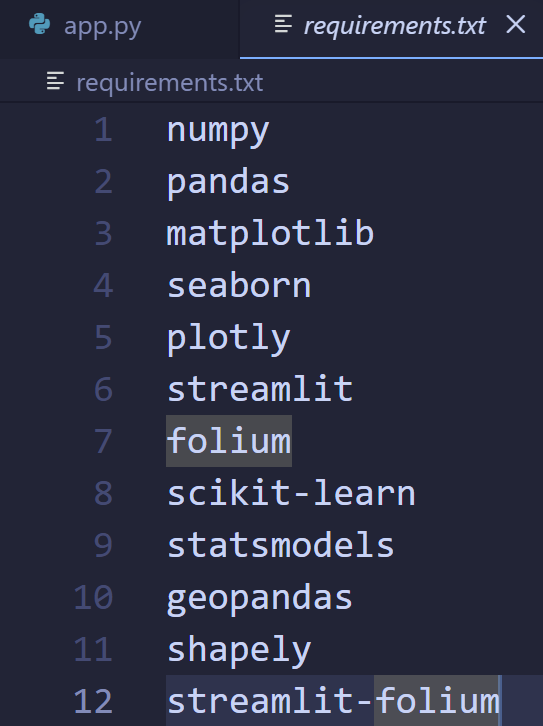 app.py requirements.txt
requirements.txt
1 numpy
2 pandas
3 matplotlib
4 seaborn
5 plotly
6 streamlit
7 folium
8 scikit-learn
9 statsmodels
10 geopandas
11 shapely
12 streamlit-folium